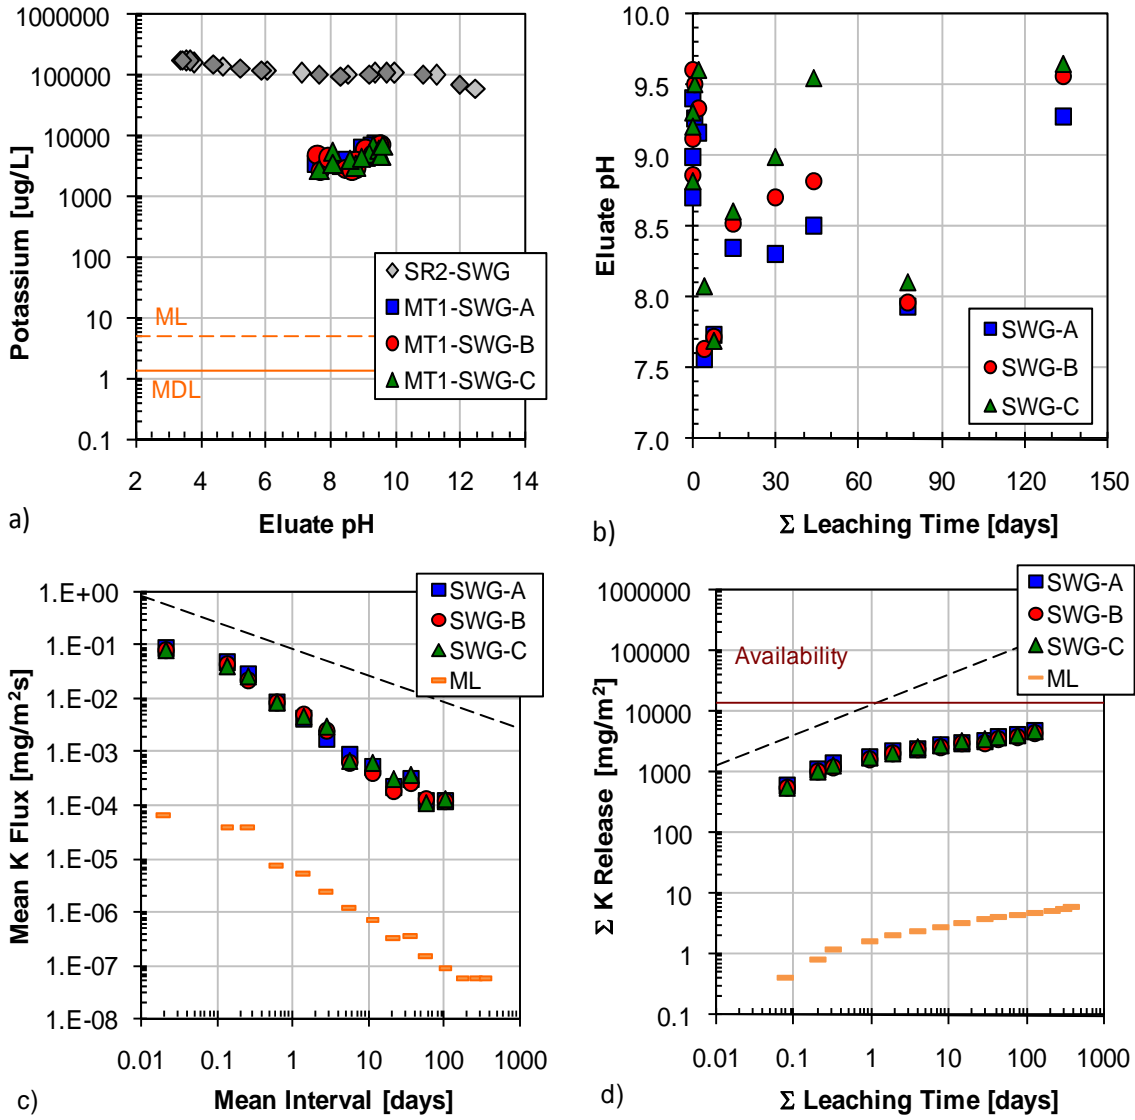 a)
1000000
100000
10000
1000
100
10
1
0.1
Potassium [ug/L]
ML
MDL
SR2-SWG
MT1-SWG-A
MT1-SWG-B
MT1-SWG-C
2 4 6 8 10 12 14
Eluate pH
b)
10.0
9.5
9.0
8.5
8.0
7.5
7.0
Eluate pH
SWG-A
SWG-B
SWG-C
0 30 60 90 120 150
Σ Leaching Time [days]
c)
1.E+00
1.E-01
1.E-02
1.E-03
1.E-04
1.E-05
1.E-06
1.E-07
1.E-08
Mean K Flux [mg/m²s]
SWG-A
SWG-B
SWG-C
ML
0.01 0.1 1 10 100 1000
Mean Interval [days]
d)
1000000
100000
10000
1000
100
10
1
0.1
Σ K Release [mg/m²]
Availability
SWG-A
SWG-B
SWG-C
ML
0.01 0.1 1 10 100 1000
Σ Leaching Time [days]